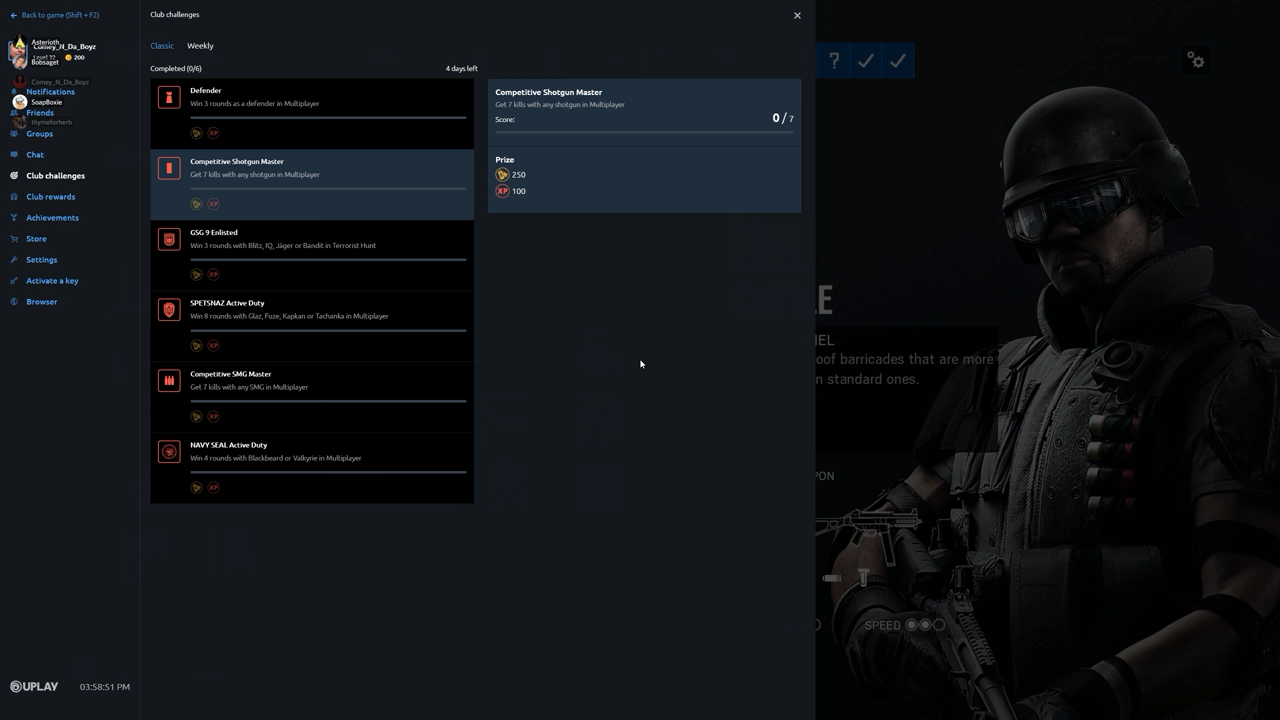 Back to game (Shift + F2)
Asterioth
Comey_N_Da_Boyz
Level 32
200
Bobsaget
Comey_N_Da_Boyz
Notifications
SoapBoxie
Friends
thymeforherb
Groups
Chat
Club challenges
Club rewards
Achievements
Store
Settings
Activate a key
Browser
UPLAY
03:58:51 PM
Club challenges
Classic
Weekly
Completed (0/6)
4 days left
Defender
Win 3 rounds as a defender in Multiplayer
XP
Competitive Shotgun Master
Get 7 kills with any shotgun in Multiplayer
XP
GSG 9 Enlisted
Win 3 rounds with Blitz, IQ, Jäger or Bandit in Terrorist Hunt
XP
SPETSNAZ Active Duty
Win 8 rounds with Glaz, Fuze, Kapkan or Tachanka in Multiplayer
XP
Competitive SMG Master
Get 7 kills with any SMG in Multiplayer
XP
NAVY SEAL Active Duty
Win 4 rounds with Blackbeard or Valkyrie in Multiplayer
XP
Competitive Shotgun Master
Get 7 kills with any shotgun in Multiplayer
Score:
0 / 7
Prize
250
XP 100
?
LE
EL
oof barricades that are more
n standard ones.
PON
SPEED